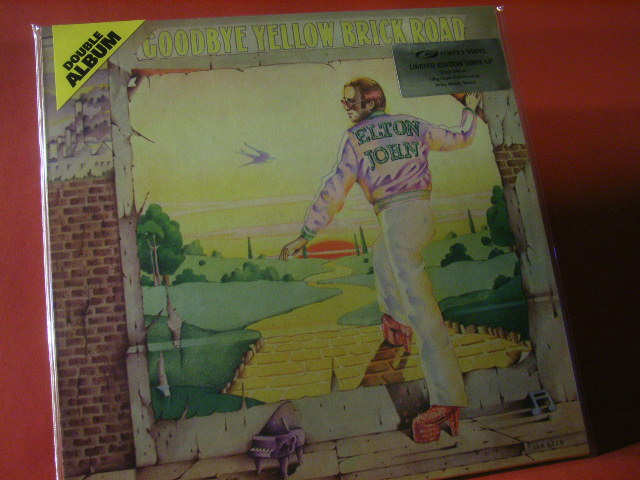 GOODBYE YELLOW BRICK ROAD
DOUBLE
ALBUM
LIMITED EDITION VINYL LP
ELTON
JOHN